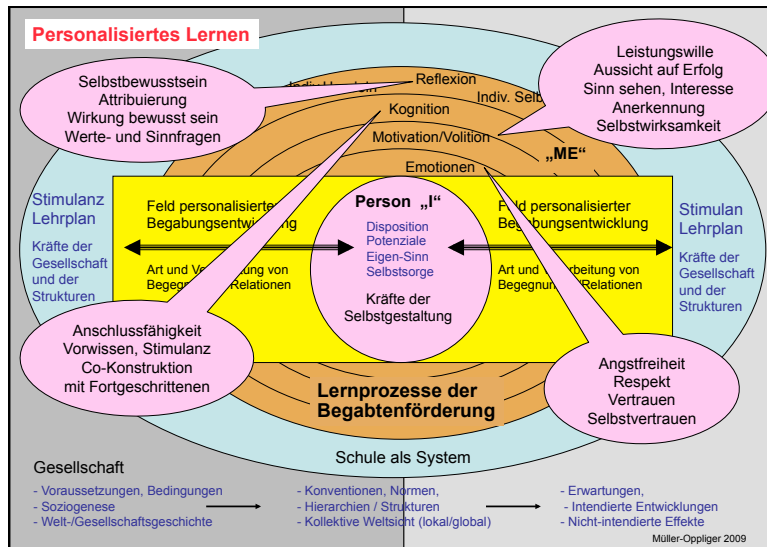 Personalisiertes Lernen
Selbstbewusstsein
Attribuierung
Wirkung bewusst sein
Werte- und Sinnfragen
Leistungswille
Aussicht auf Erfolg
Sinn sehen, Interesse
Anerkennung
Selbstwirksamkeit
Reflexion
Indiv.
Kognition
Motivation/Volition
„ME"
Emotionen
Stimulanz
Lehrplan
Kräfte der
Gesellschaft
und der
Strukturen
Feld personalisierter
Begabungsentwicklung
Art und von
Person „I"
Disposition
Potenziale
Eigen-Sinn
Selbstsorge
Kräfte der
Selbstgestaltung
Feld personalisierter
Begabungsentwicklung
Art und von
Stimulan
Lehrplan
Kräfte der
Gesellschaft
und der
Strukturen
Anschlussfähigkeit
Vorwissen, Stimulanz
Co-Konstruktion
mit Fortgeschrittenen
Angstfreiheit
Respekt
Vertrauen
Selbstvertrauen
Lernprozesse der
Begabtenförderung
Schule als System
Gesellschaft
- Voraussetzungen, Bedingungen
- Soziogenese
- Welt-/Gesellschaftsgeschichte
- Konventionen, Normen,
- Hierarchien / Strukturen
- Kollektive Weltsicht (lokal/global)
- Erwartungen,
- Intendierte Entwicklungen
- Nicht-intendierte Effekte
Müller-Oppliger 2009